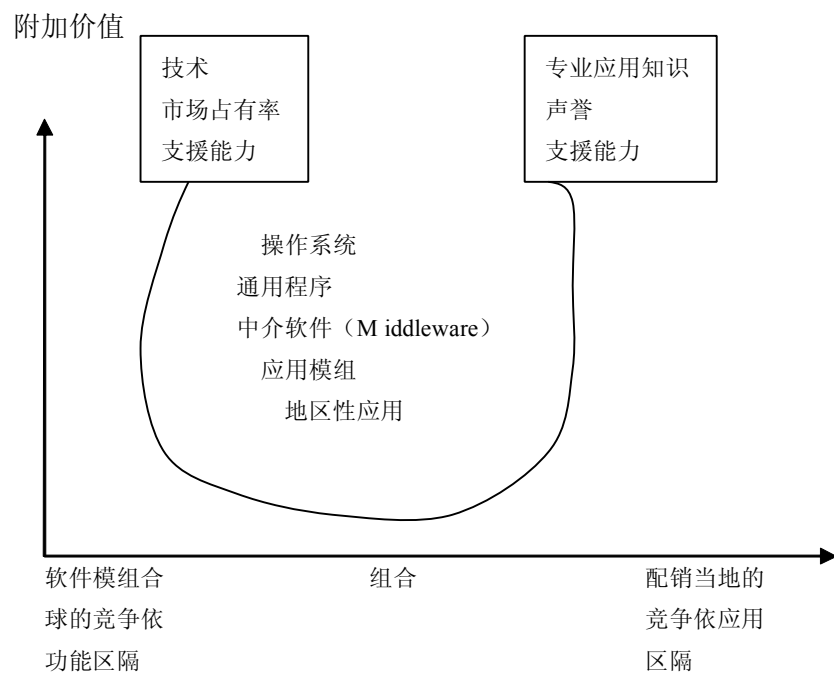 附加价值
技术
市场占有率
支援能力
专业应用知识
声誉
支援能力
操作系统
通用程序
中介软件（M iddleware）
应用模组
地区性应用
软件模组合
球的竞争依
功能区隔
组合
配销当地的
竞争依应用
区隔